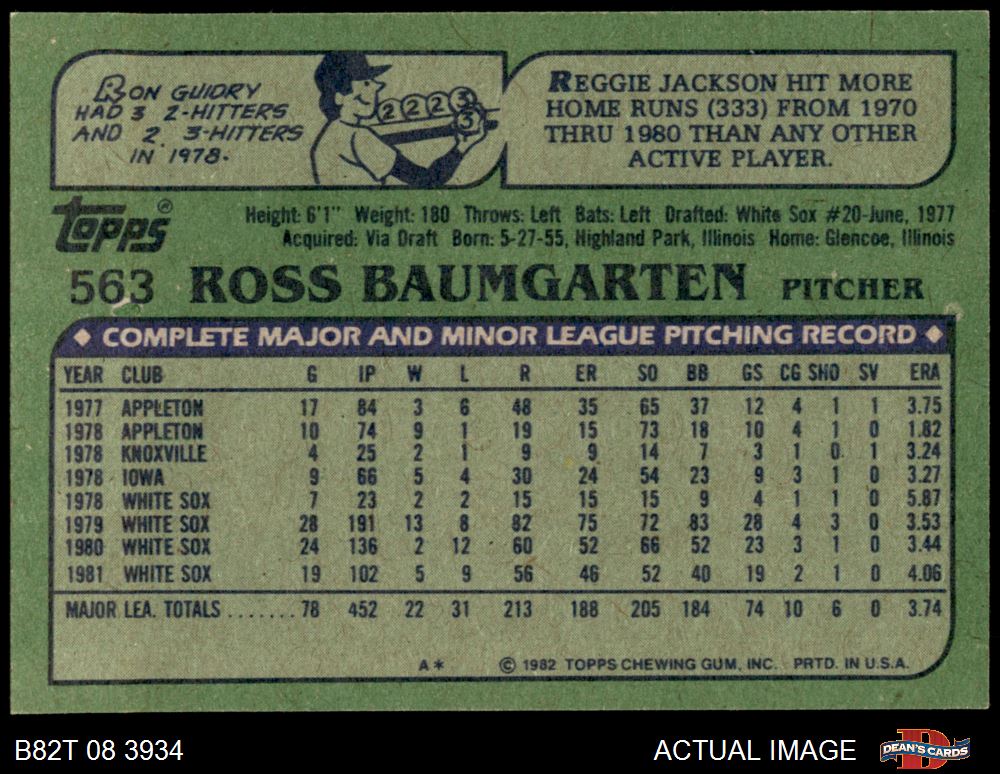 RON GUIDRY
HAD 3 2-HITTERS
AND 2 3-HITTERS
IN 1978.
2 2 2 3
3
REGGIE JACKSON HIT MORE
HOME RUNS (333) FROM 1970
THRU 1980 THAN ANY OTHER
ACTIVE PLAYER.
TOPPS®
Height: 6'1" Weight: 180 Throws: Left Bats: Left Drafted: White Sox #20-June, 1977
Acquired: Via Draft Born: 5-27-55, Highland Park, Illinois Home: Glencoe, Illinois
563 ROSS BAUMGARTEN PITCHER
◆ COMPLETE MAJOR AND MINOR LEAGUE PITCHING RECORD ◆
YEAR CLUB G IP W L R ER SO BB GS CG SHO SV ERA
1977 APPLETON 17 84 3 6 48 35 65 37 12 4 1 1 3.75
1978 APPLETON 10 74 9 1 19 15 73 18 10 4 1 0 1.82
1978 KNOXVILLE 4 25 2 1 9 9 14 7 3 1 0 1 3.24
1978 IOWA 9 66 5 4 30 24 54 23 9 3 1 0 3.27
1978 WHITE SOX 7 23 2 2 15 15 15 9 4 1 1 0 5.87
1979 WHITE SOX 28 191 13 8 82 75 72 83 28 4 3 0 3.53
1980 WHITE SOX 24 136 2 12 60 52 66 52 23 3 1 0 3.44
1981 WHITE SOX 19 102 5 9 56 46 52 40 19 2 1 0 4.06
MAJOR LEA. TOTALS ....... 78 452 22 31 213 188 205 184 74 10 6 0 3.74
A* © 1982 TOPPS CHEWING GUM, INC. PRTD. IN U.S.A.
B82T 08 3934 ACTUAL IMAGE DEAN'S CARDS